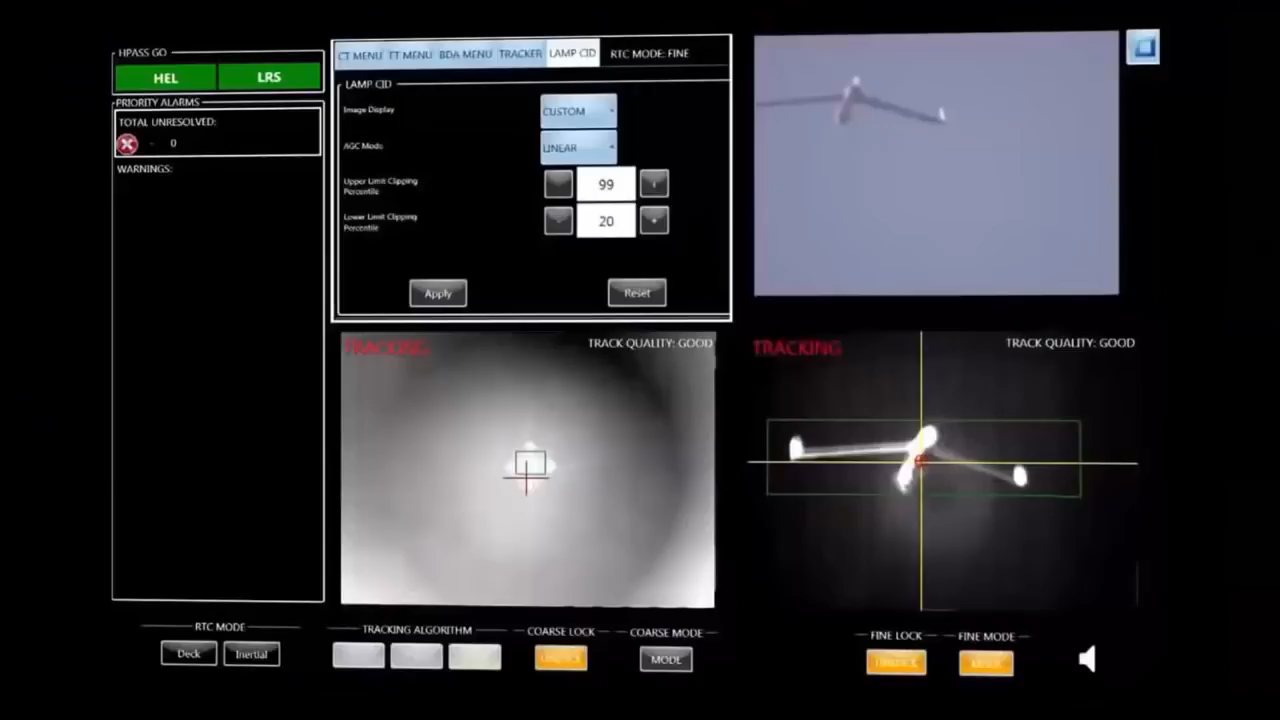 HPASS GO
HEL
LRS
PRIORITY ALARMS
TOTAL UNRESOLVED:
- 0
WARNINGS:
CT MENU
FT MENU
BDA MENU
TRACKER
LAMP CID
RTC MODE: FINE
LAMP CID
Image Display
CUSTOM
AGC Mode
LINEAR
Upper Limit Clipping
Percentile
99
Lower Limit Clipping
Percentile
- 20 +
Apply
Reset
TRACKING
TRACK QUALITY: GOOD
TRACKING
TRACK QUALITY: GOOD
RTC MODE
Deck
Inertial
TRACKING ALGORITHM
COARSE LOCK
COARSE MODE
MODE
FINE LOCK
FINE MODE